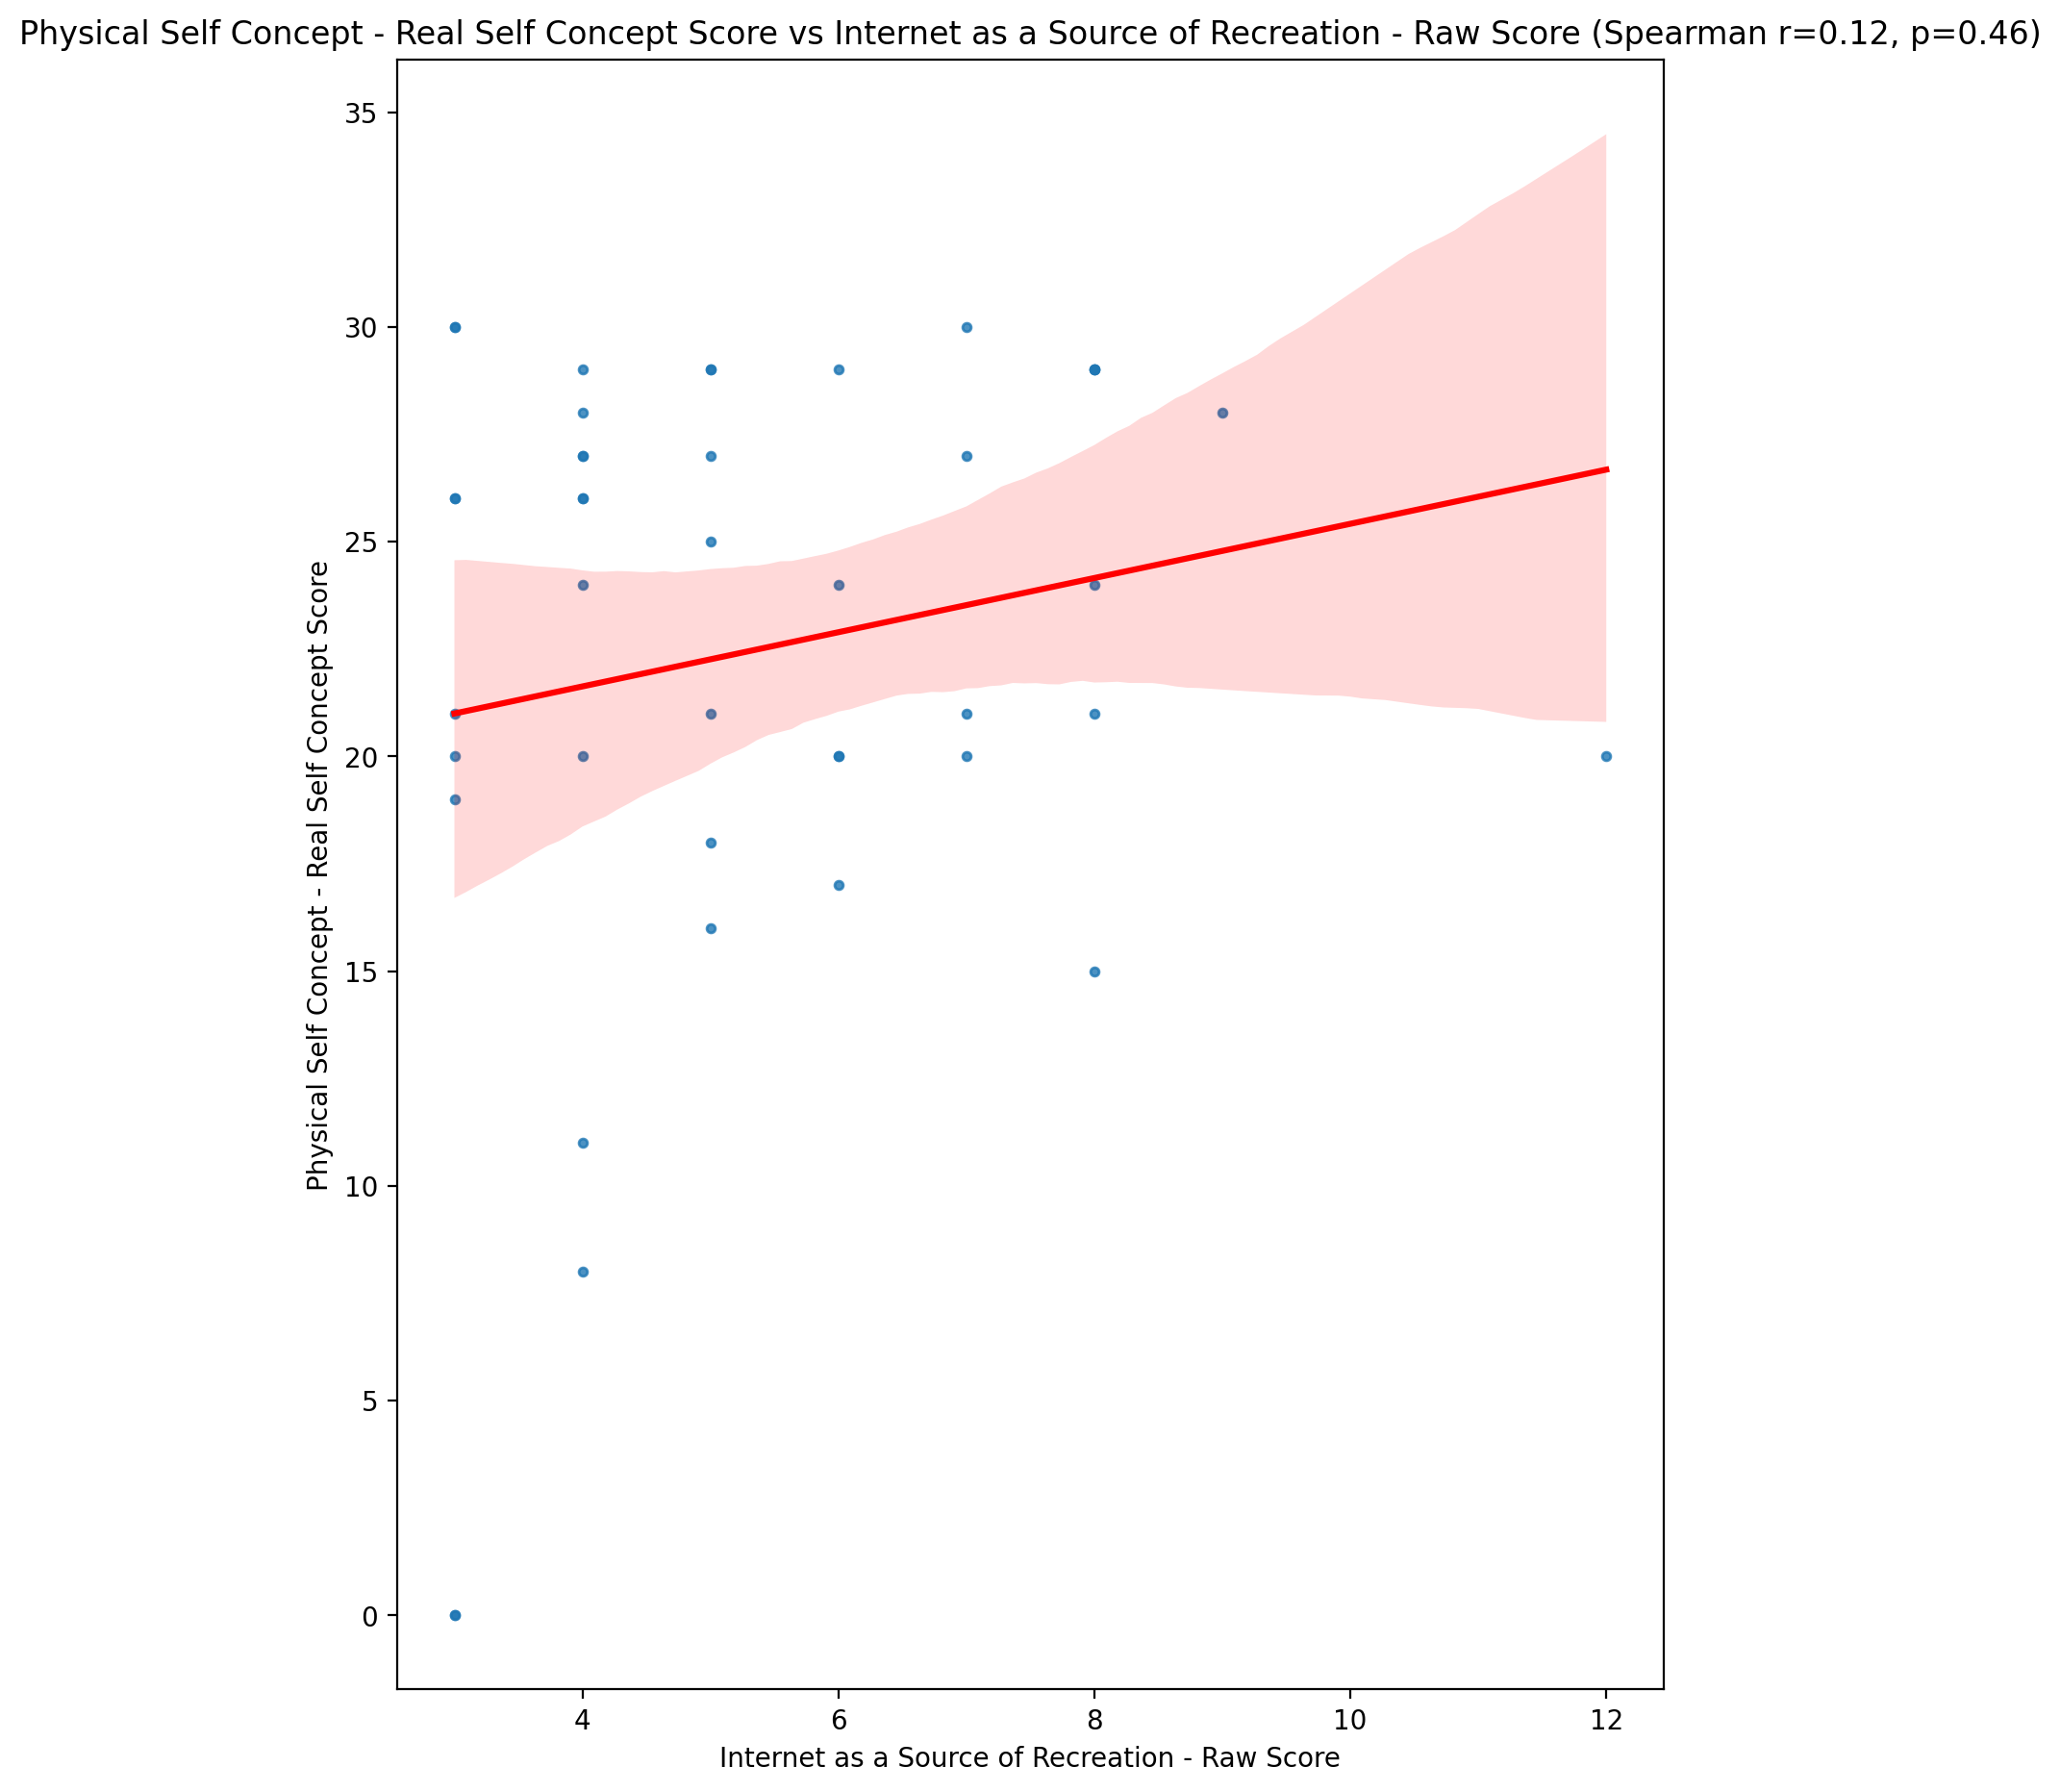 Physical Self Concept - Real Self Concept Score vs Internet as a Source of Recreation - Raw Score (Spearman r=0.12, p=0.46)
35
30
25
20
15
10
5
0
Physical Self Concept - Real Self Concept Score
4 6 8 10 12
Internet as a Source of Recreation - Raw Score